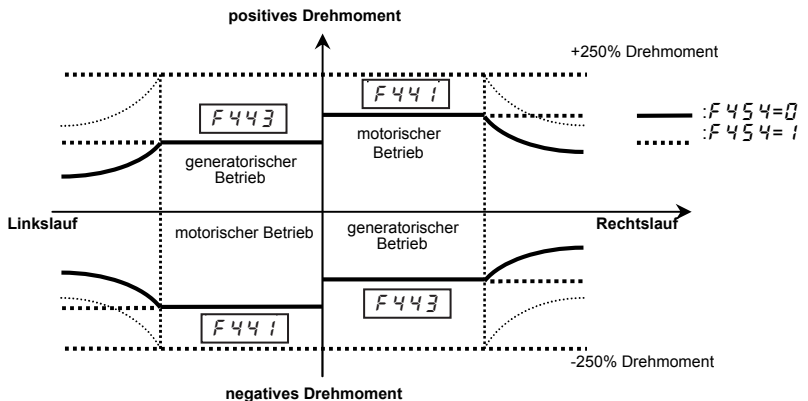 positives Drehmoment
+250% Drehmoment
F441
F443
:F454=0
:F454=1
motorischer
Betrieb
generatorischer
Betrieb
Linkslauf
Rechtslauf
motorischer Betrieb
generatorischer
Betrieb
F443
F441
-250% Drehmoment
negatives Drehmoment